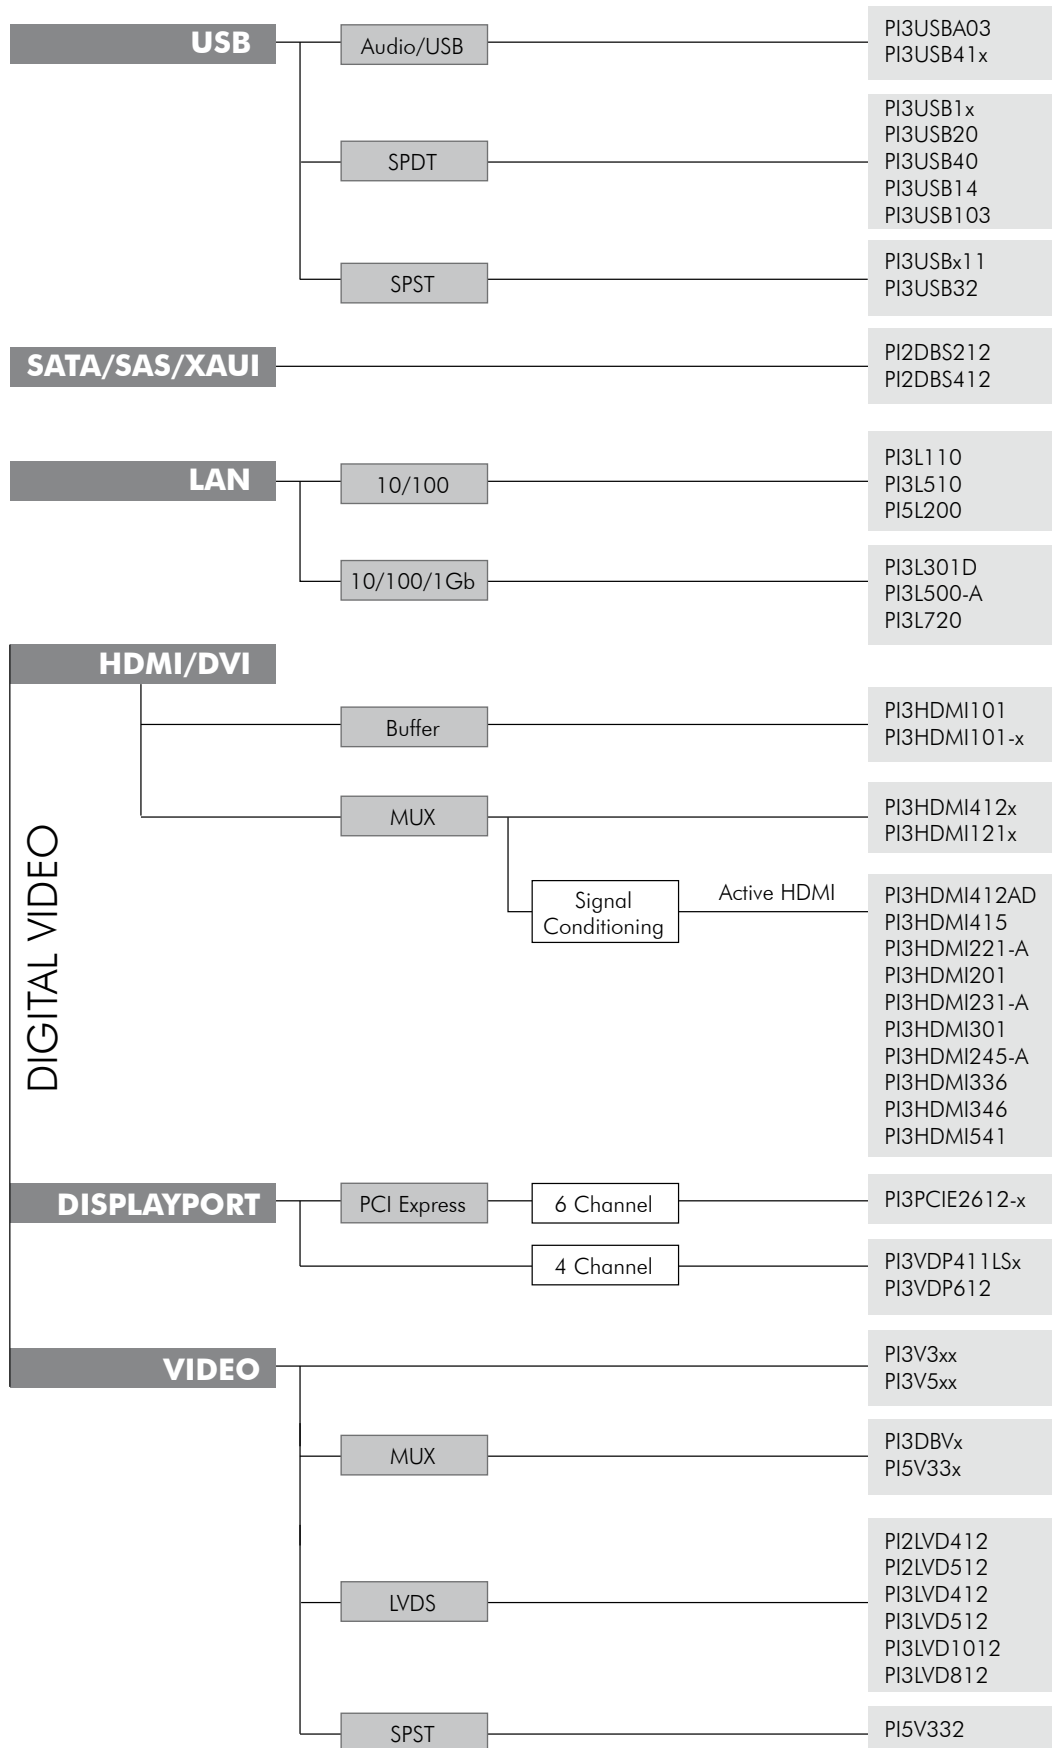 USB
Audio/USB
PI3USBA03
PI3USB41x
SPDT
PI3USB1x
PI3USB20
PI3USB40
PI3USB14
PI3USB103
SPST
PI3USBx11
PI3USB32
SATA/SAS/XAUI
PI2DBS212
PI2DBS412
LAN
10/100
PI3L110
PI3L510
PI5L200
10/100/1Gb
PI3L301D
PI3L500-A
PI3L720
DIGITAL VIDEO
HDMI/DVI
Buffer
PI3HDMI101
PI3HDMI101-x
MUX
PI3HDMI412x
PI3HDMI121x
Signal
Conditioning
Active HDMI
PI3HDMI412AD
PI3HDMI415
PI3HDMI221-A
PI3HDMI201
PI3HDMI231-A
PI3HDMI301
PI3HDMI245-A
PI3HDMI336
PI3HDMI346
PI3HDMI541
DISPLAYPORT
PCI Express
6 Channel
PI3PCIE2612-x
4 Channel
PI3VDP411LSx
PI3VDP612
VIDEO
PI3V3xx
PI3V5xx
MUX
PI3DBVx
PI5V33x
LVDS
PI2LVD412
PI2LVD512
PI3LVD412
PI3LVD512
PI3LVD1012
PI3LVD812
SPST
PI5V332